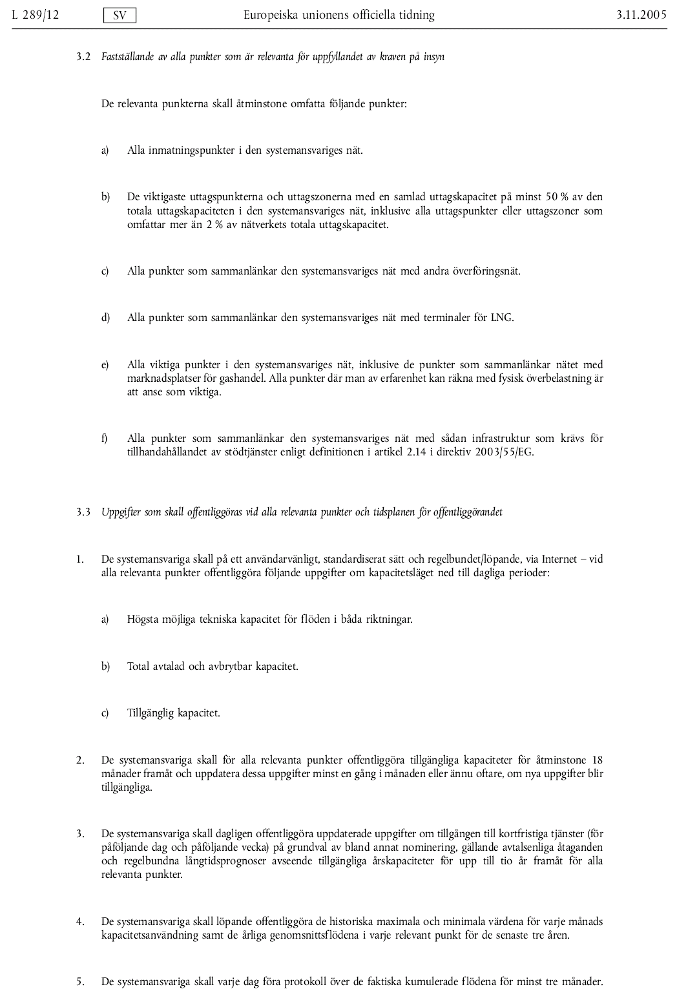 L 289/12 SV Europeiska unionens officiella tidning 3.11.2005
3.2 Fastställande av alla punkter som är relevanta för uppfyllandet av kraven på insyn
De relevanta punkterna skall åtminstone omfatta följande punkter:
a) Alla inmatningspunkter i den systemansvariges nät.
b) De viktigaste uttagspunkterna och uttagszonerna med en samlad uttagskapacitet på minst 50 % av den
totala uttagskapaciteten i den systemansvariges nät, inklusive alla uttagspunkter eller uttagszoner som
omfattar mer än 2 % av nätverkets totala uttagskapacitet.
c) Alla punkter som sammanlänkar den systemansvariges nät med andra överföringsnät.
d) Alla punkter som sammanlänkar den systemansvariges nät med terminaler för LNG.
e) Alla viktiga punkter i den systemansvariges nät, inklusive de punkter som sammanlänkar nätet med
marknadsplatser för gashandel. Alla punkter där man av erfarenhet kan räkna med fysisk överbelastning är
att anse som viktiga.
f) Alla punkter som sammanlänkar den systemansvariges nät med sådan infrastruktur som krävs för
tillhandahållandet av stödtjänster enligt definitionen i artikel 2.14 i direktiv 2003/55/EG.
3.3 Uppgifter som skall offentliggöras vid alla relevanta punkter och tidsplanen för offentliggörandet
1. De systemansvariga skall på ett användarvänligt, standardiserat sätt och regelbundet/löpande, via Internet – vid
alla relevanta punkter offentliggöra följande uppgifter om kapacitetsläget ned till dagliga perioder:
a) Högsta möjliga tekniska kapacitet för flöden i båda riktningar.
b) Total avtalad och avbrytbar kapacitet.
c) Tillgänglig kapacitet.
2. De systemansvariga skall för alla relevanta punkter offentliggöra tillgängliga kapaciteter för åtminstone 18
månader framåt och uppdatera dessa uppgifter minst en gång i månaden eller ännu oftare, om nya uppgifter blir
tillgängliga.
3. De systemansvariga skall dagligen offentliggöra uppdaterade uppgifter om tillgången till kortfristiga tjänster (för
påföljande dag och påföljande vecka) på grundval av bland annat nominering, gällande avtalsenliga åtaganden
och regelbundna långtidsprognoser avseende tillgängliga årskapaciteter för upp till tio år framåt för alla
relevanta punkter.
4. De systemansvariga skall löpande offentliggöra de historiska maximala och minimala värdena för varje månads
kapacitetsanvändning samt de årliga genomsnittsflödena i varje relevant punkt för de senaste tre åren.
5. De systemansvariga skall varje dag föra protokoll över de faktiska kumulerade flödena för minst tre månader.